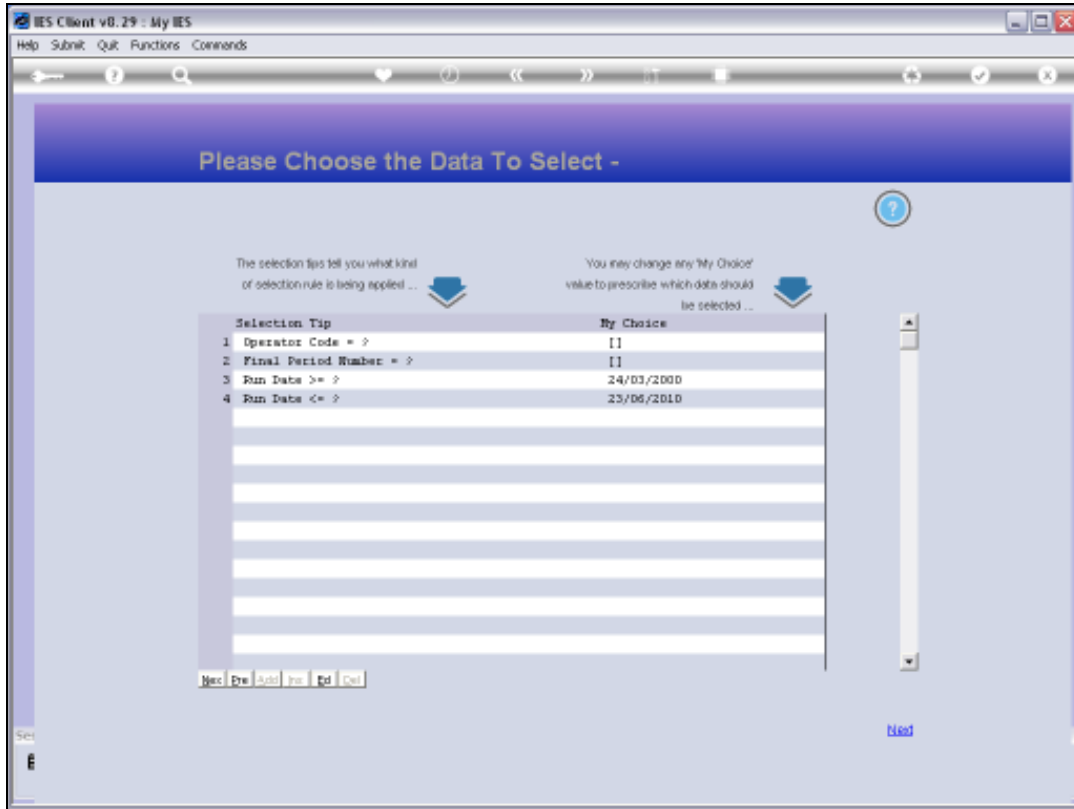 IES Client v8.29 : My IES
Help Submit Quit Functions Commands
Please Choose the Data To Select -
The selection tips tell you what kind
of selection rule is being applied ...
You may change any 'My Choice'
value to prescribe which data should
be selected ...
Selection Tip My Choice
1 Operator Code = ? []
2 Final Period Number = ? []
3 Run Date >= ? 24/03/2000
4 Run Date <= ? 23/06/2010
Nex Pre Add Ins Ed Del
Next
Ses